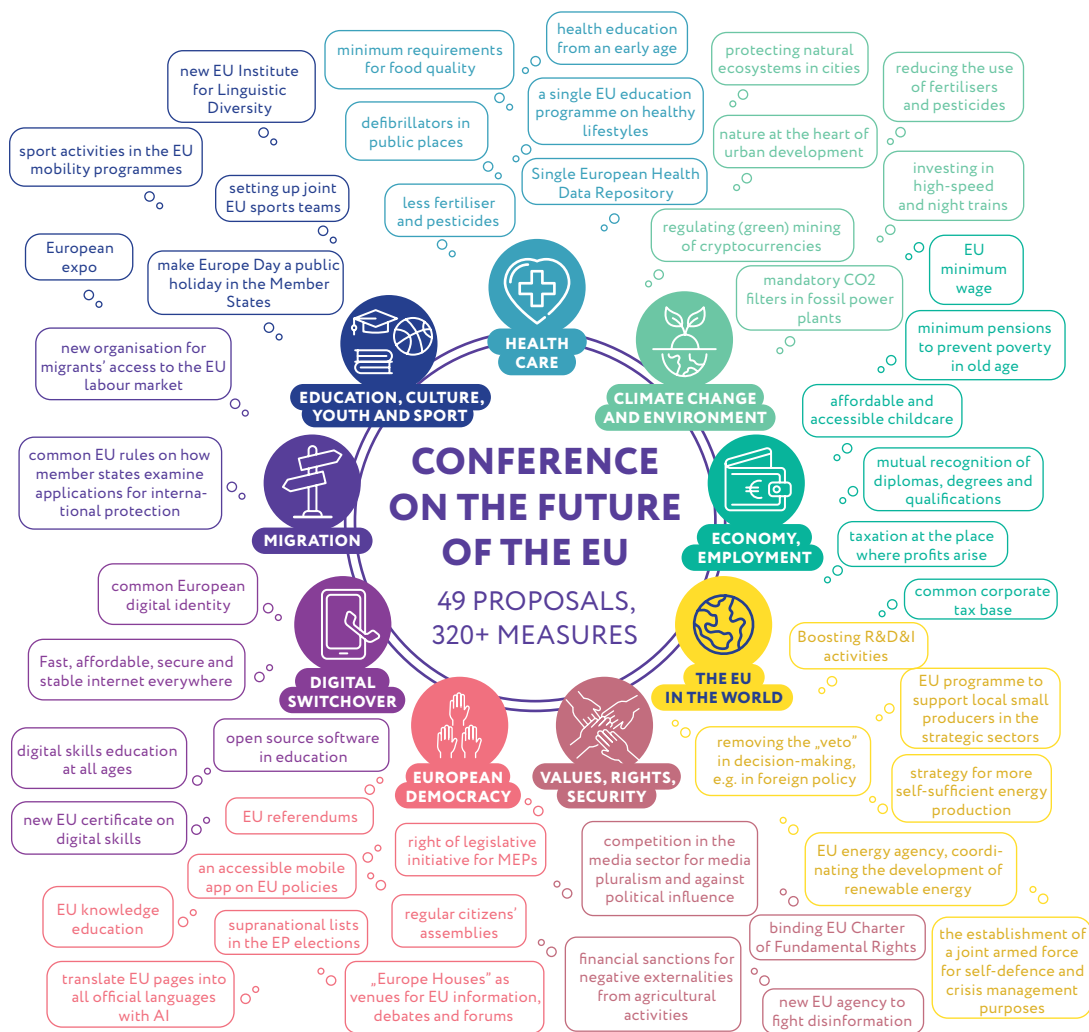 new EU Institute
for Linguistic
Diversity
sport activities in the EU
mobility programmes
setting up joint
EU sports teams
European
expo
make Europe Day a public
holiday in the Member
States
EDUCATION, CULTURE,
YOUTH AND SPORT
minimum requirements
for food quality
health education
from an early age
defibrillators in
public places
a single EU education
programme on healthy
lifestyles
less fertiliser
and pesticides
Single European Health
Data Repository
HEALTH
CARE
protecting natural
ecosystems in cities
reducing the use
of fertilisers
and pesticides
nature at the heart of
urban development
investing in
high-speed
and night trains
regulating (green) mining
of cryptocurrencies
mandatory CO2
filters in fossil power
plants
CLIMATE CHANGE
AND ENVIRONMENT
EU
minimum
wage
minimum pensions
to prevent poverty
in old age
affordable and
accessible childcare
mutual recognition of
diplomas, degrees and
qualifications
taxation at the place
where profits arise
common corporate
tax base
€
ECONOMY,
EMPLOYMENT
new organisation for
migrants' access to the EU
labour market
common EU rules on how
member states examine
applications for interna-
tional protection
MIGRATION
CONFERENCE
ON THE FUTURE
OF THE EU
49 PROPOSALS,
320+ MEASURES
common European
digital identity
Fast, affordable, secure and
stable internet everywhere
digital skills education
at all ages
open source software
in education
new EU certificate on
digital skills
DIGITAL
SWITCHOVER
THE EU
IN THE WORLD
Boosting R&D&I
activities
EU programme to
support local small
producers in the
strategic sectors
removing the „veto"
in decision-making,
e.g. in foreign policy
strategy for more
self-sufficient energy
production
EU energy agency, coordi-
nating the development of
renewable energy
the establishment of
a joint armed force
for self-defence and
crisis management
purposes
EUROPEAN
DEMOCRACY
EU referendums
right of legislative
initiative for MEPs
an accessible mobile
app on EU policies
EU knowledge
education
supranational lists
in the EP elections
regular citizens'
assemblies
translate EU pages into
all official languages
with AI
„Europe Houses" as
venues for EU information,
debates and forums
VALUES, RIGHTS,
SECURITY
competition in the
media sector for media
pluralism and against
political influence
binding EU Charter
of Fundamental Rights
financial sanctions for
negative externalities
from agricultural
activities
new EU agency to
fight disinformation